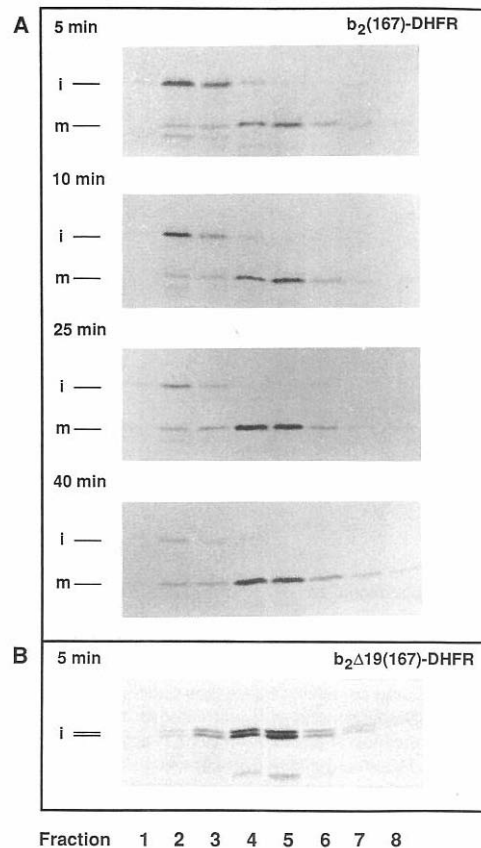 A 5 min b₂(167)-DHFR
i
m
10 min
i
m
25 min
i
m
40 min
i
m
B 5 min b₂Δ19(167)-DHFR
i
Fraction 1 2 3 4 5 6 7 8